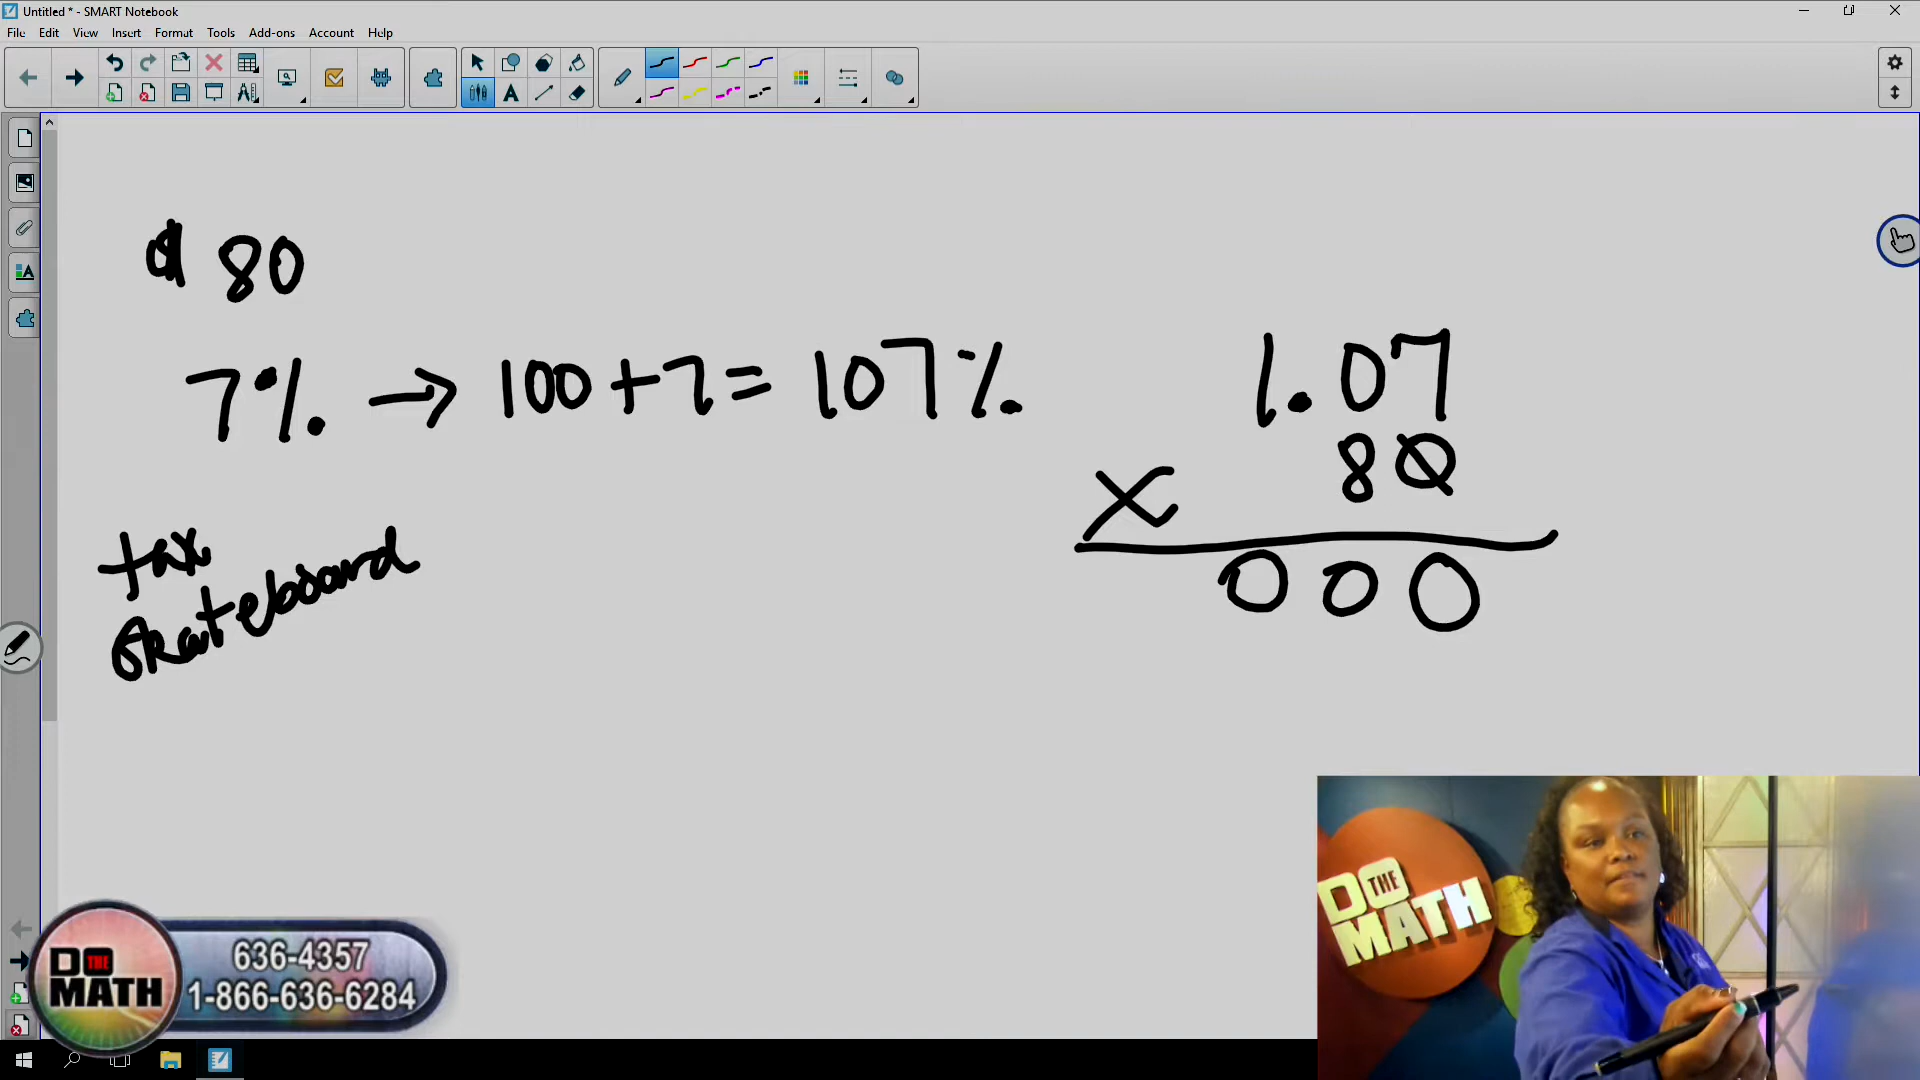 Untitled * - SMART Notebook
File Edit View Insert Format Tools Add-ons Account Help
$ 80
7% → 100 + 7 = 107%
1.07
x 80
000
tax
skateboard
DO THE MATH
636-4357
1-866-636-6284
DO THE MATH